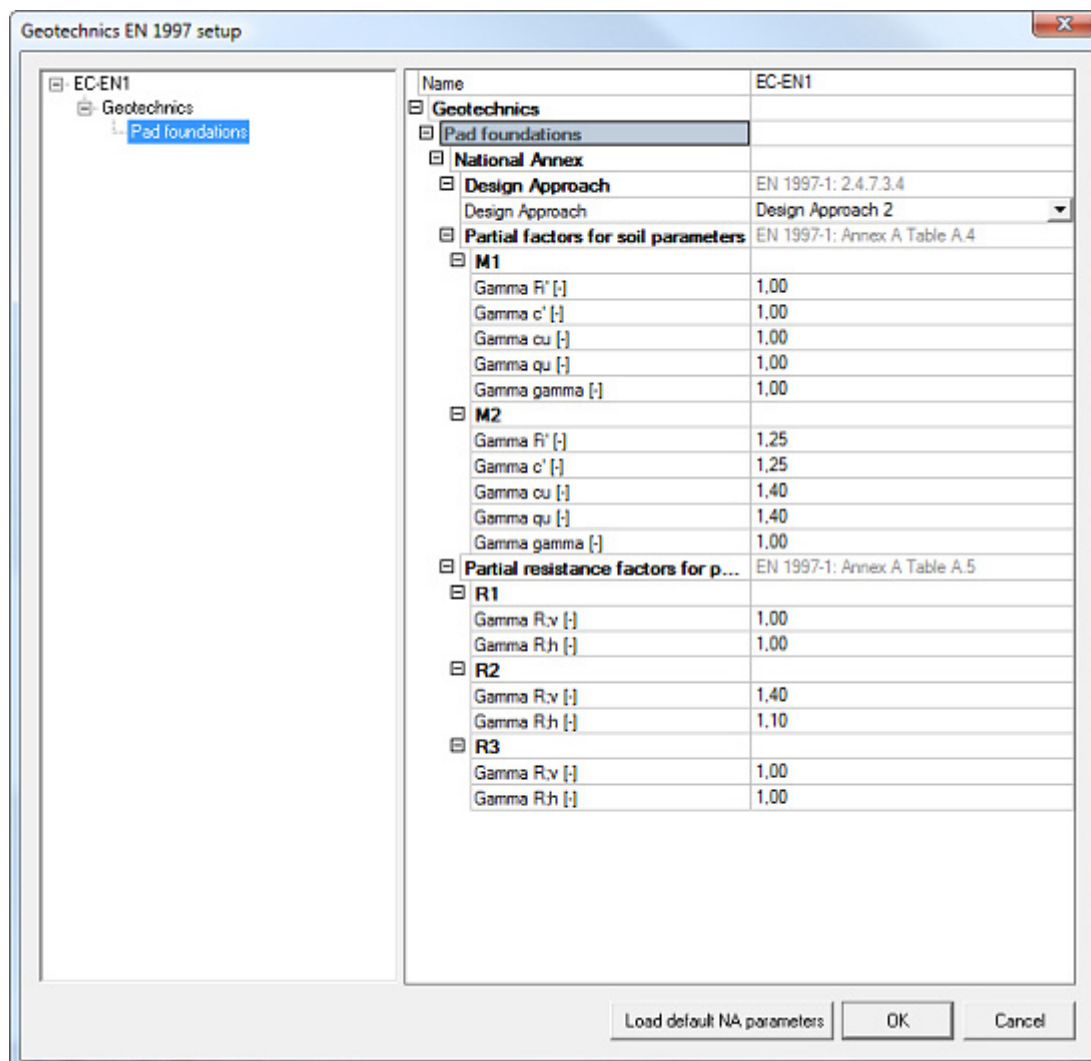 Geotechnics EN 1997 setup
EC-EN1
Geotechnics
Pad foundations
Name EC-EN1
Geotechnics
Pad foundations
National Annex
Design Approach EN 1997-1: 2.4.7.3.4
Design Approach Design Approach 2
Partial factors for soil parameters EN 1997-1: Annex A Table A.4
M1
Gamma Fi' [-] 1,00
Gamma c' [-] 1,00
Gamma cu [-] 1,00
Gamma qu [-] 1,00
Gamma gamma [-] 1,00
M2
Gamma Fi' [-] 1,25
Gamma c' [-] 1,25
Gamma cu [-] 1,40
Gamma qu [-] 1,40
Gamma gamma [-] 1,00
Partial resistance factors for p... EN 1997-1: Annex A Table A.5
R1
Gamma R;v [-] 1,00
Gamma R;h [-] 1,00
R2
Gamma R;v [-] 1,40
Gamma R;h [-] 1,10
R3
Gamma R;v [-] 1,00
Gamma R;h [-] 1,00
Load default NA parameters OK Cancel